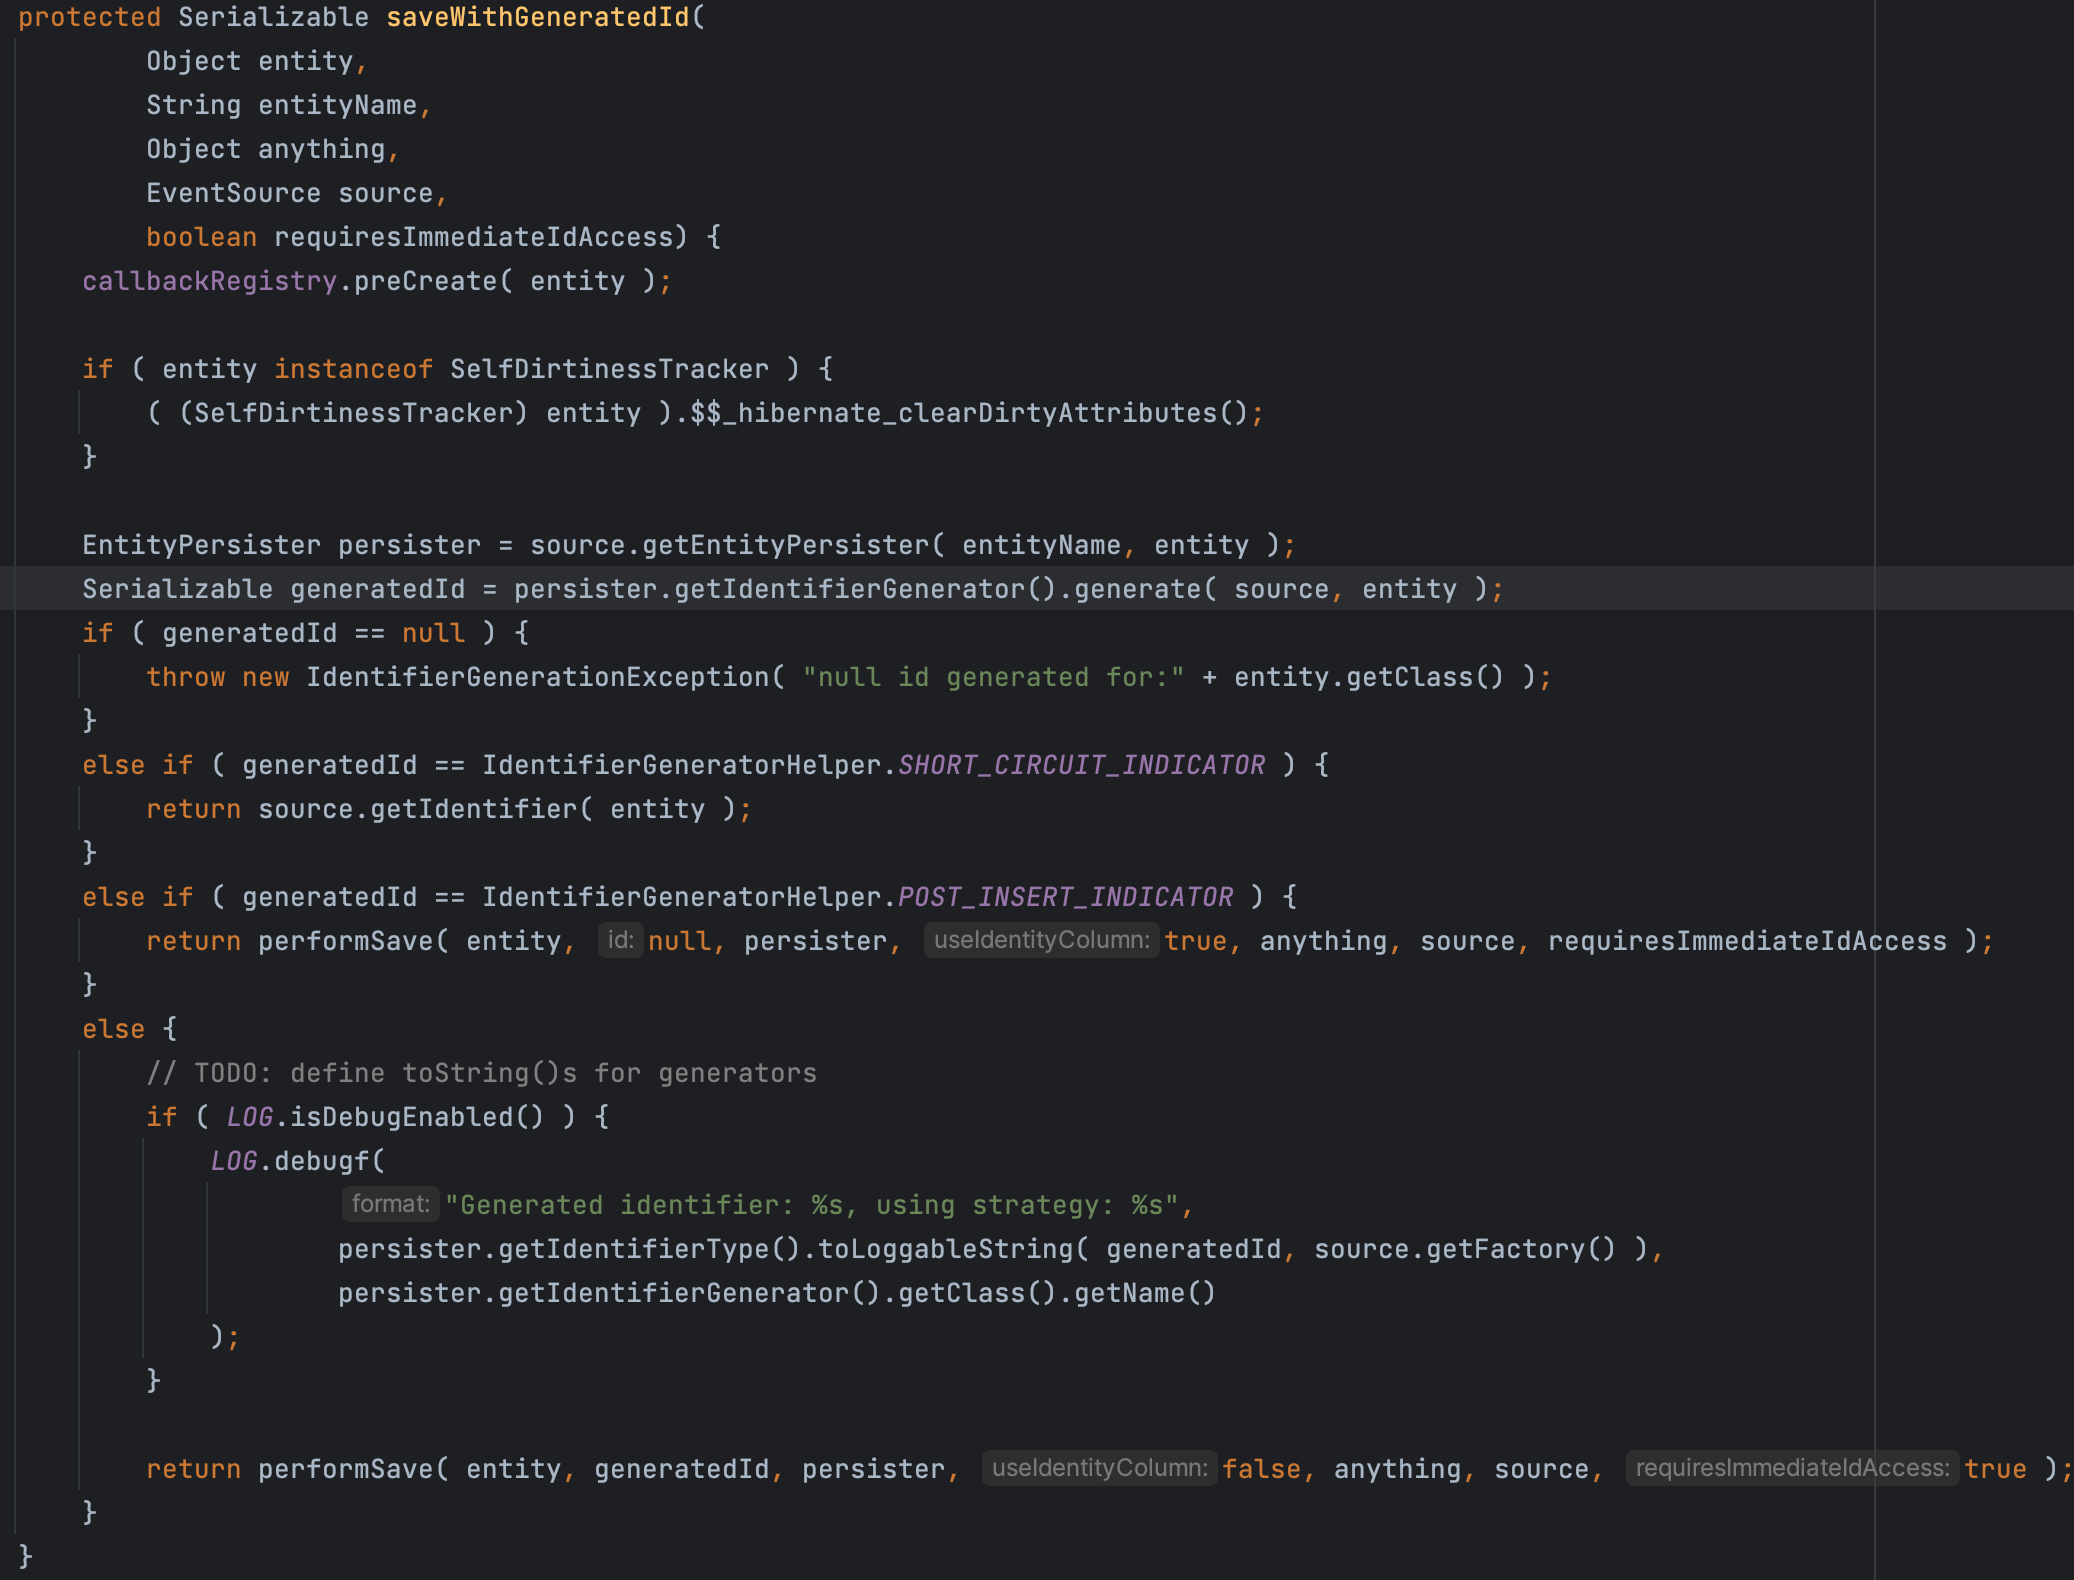 protected Serializable saveWithGeneratedId(
Object entity,
String entityName,
Object anything,
EventSource source,
boolean requiresImmediateIdAccess) {
callbackRegistry.preCreate( entity );
if ( entity instanceof SelfDirtinessTracker ) {
( (SelfDirtinessTracker) entity ).$$_hibernate_clearDirtyAttributes();
}
EntityPersister persister = source.getEntityPersister( entityName, entity );
Serializable generatedId = persister.getIdentifierGenerator().generate( source, entity );
if ( generatedId == null ) {
throw new IdentifierGenerationException( "null id generated for:" + entity.getClass() );
}
else if ( generatedId == IdentifierGeneratorHelper.SHORT_CIRCUIT_INDICATOR ) {
return source.getIdentifier( entity );
}
else if ( generatedId == IdentifierGeneratorHelper.POST_INSERT_INDICATOR ) {
return performSave( entity, id: null, persister, useIdentityColumn: true, anything, source, requiresImmediateIdAccess );
}
else {
// TODO: define toString()s for generators
if ( LOG.isDebugEnabled() ) {
LOG.debugf(
format: "Generated identifier: %s, using strategy: %s",
persister.getIdentifierType().toLoggableString( generatedId, source.getFactory() ),
persister.getIdentifierGenerator().getClass().getName()
);
}
return performSave( entity, generatedId, persister, useIdentityColumn: false, anything, source, requiresImmediateIdAccess: true );
}
}